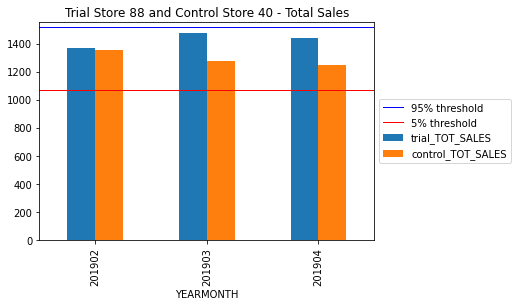 Trial Store 88 and Control Store 40 - Total Sales
1400
1200
1000
800
600
400
200
0
201902
201903
201904
YEARMONTH
95% threshold
5% threshold
trial_TOT_SALES
control_TOT_SALES